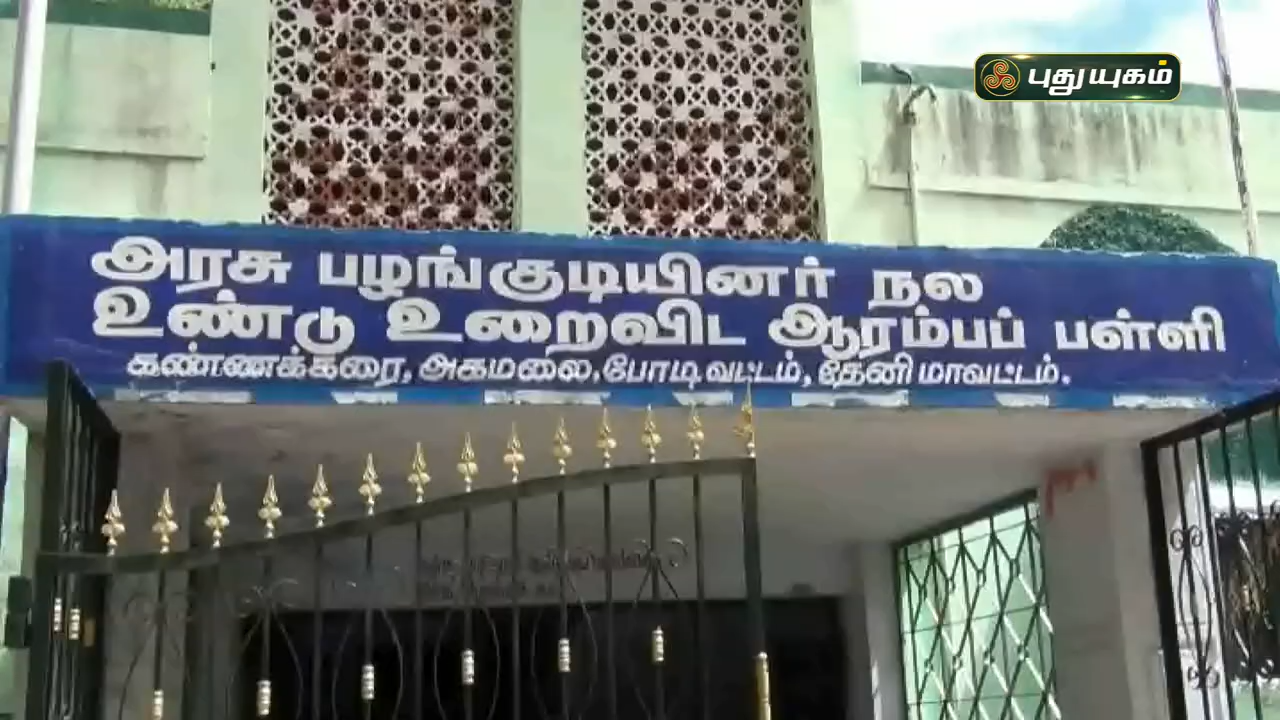 புதுயுகம்
அரசு பழங்குடியினர் நல
உண்டு உறைவிட ஆரம்பப் பள்ளி
கண்ணக்கரை, அகமலை, போடி வட்டம், தேனி மாவட்டம்.